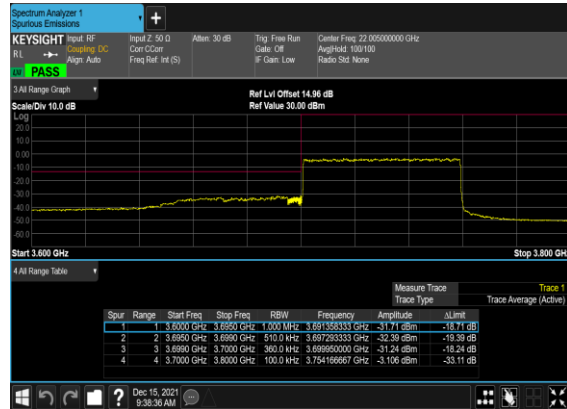 Spectrum Analyzer 1
Spurious Emissions
KEYSIGHT
RL
Input: RF
Coupling: DC
Align: Auto
Input Z: 50 Ω
Corr CCorr
Freq Ref: Int (S)
Atten: 30 dB
Trig: Free Run
Gate: Off
IF Gain: Low
Center Freq: 22.005000000 GHz
Avg|Hold: 100/100
Radio Std: None
PASS
3 All Range Graph
Scale/Div 10.0 dB
Ref Lvl Offset 14.96 dB
Ref Value 30.00 dBm
Log
20.0
10.0
0.00
-10.0
-20.0
-30.0
-40.0
-50.0
-60.0
Start 3.600 GHz
Stop 3.800 GH
4 All Range Table
Measure Trace Trace 1
Trace Type Trace Average (Active)
Spur Range Start Freq Stop Freq RBW Frequency Amplitude ΔLimit
1 1 3.6000 GHz 3.6950 GHz 1.000 MHz 3.691358333 GHz -31.71 dBm -18.71 dB
2 2 3.6950 GHz 3.6990 GHz 510.0 kHz 3.697293333 GHz -32.39 dBm -19.39 dB
3 3 3.6990 GHz 3.7000 GHz 360.0 kHz 3.699950000 GHz -31.24 dBm -18.24 dB
4 4 3.7000 GHz 3.8000 GHz 100.0 kHz 3.754166667 GHz -3.106 dBm -33.11 dB
Dec 15, 2021
9:38:36 AM